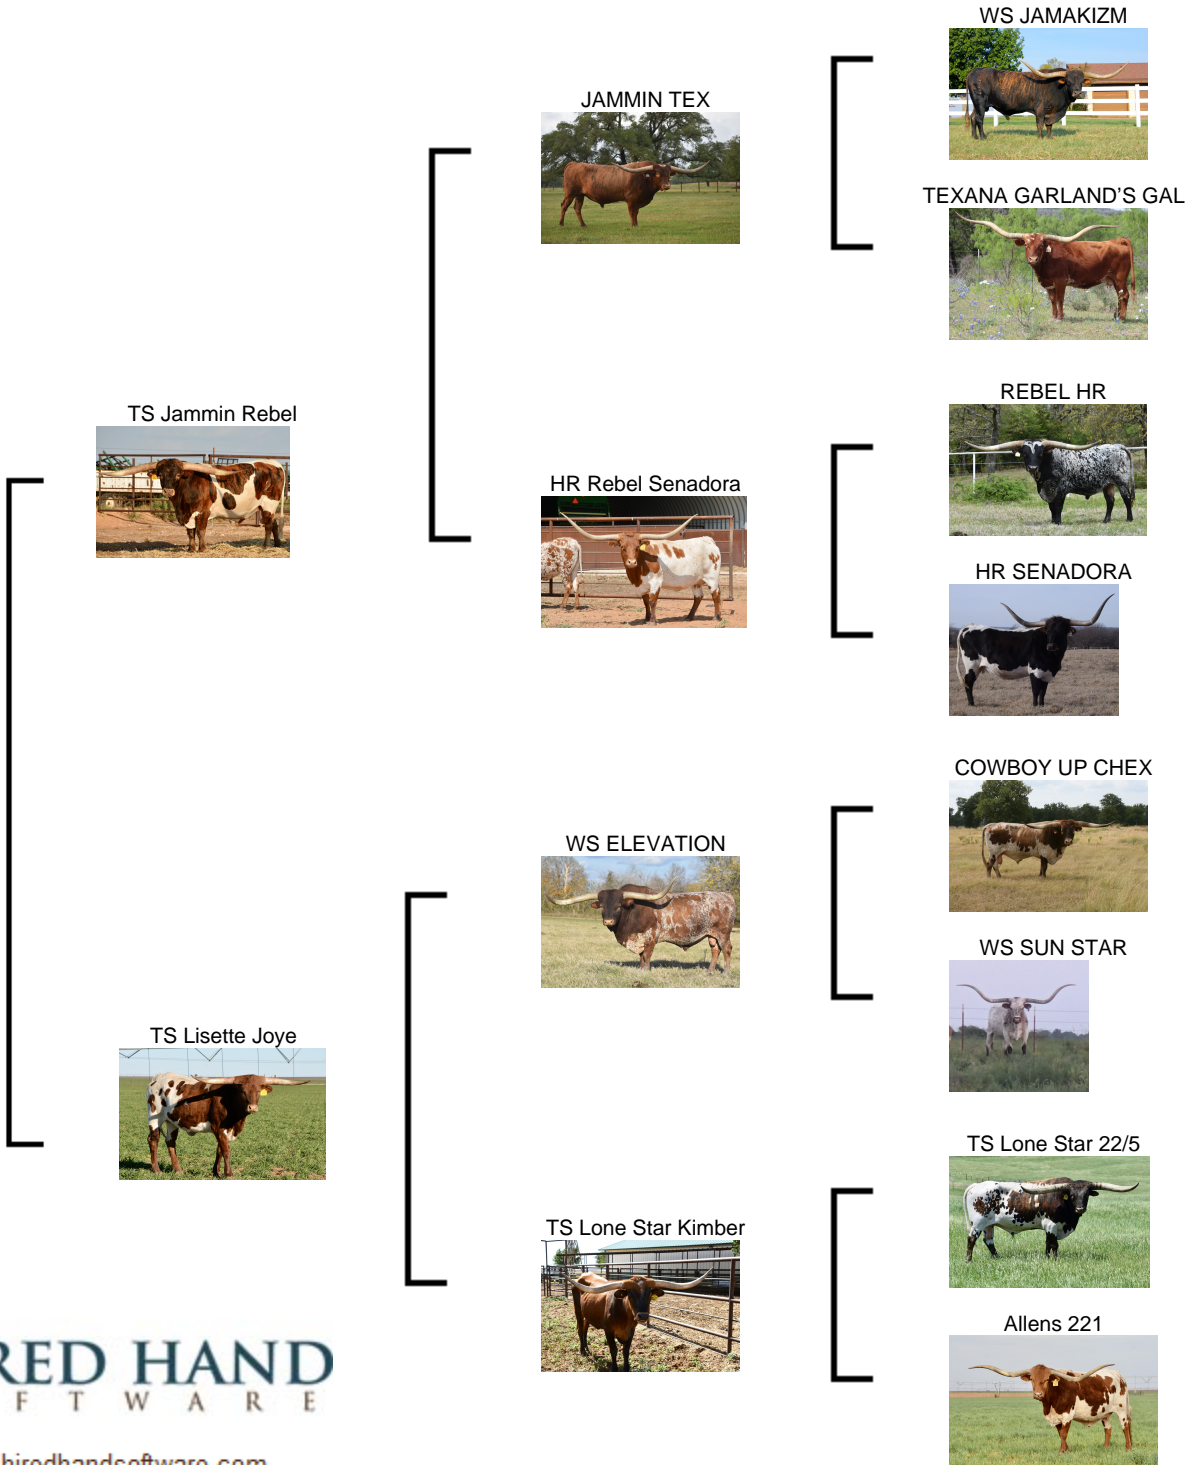 WS JAMAKIZM
JAMMIN TEX
TEXANA GARLAND'S GAL
TS Jammin Rebel
REBEL HR
HR Rebel Senadora
HR SENADORA
COWBOY UP CHEX
WS ELEVATION
WS SUN STAR
TS Lisette Joye
TS Lone Star 22/5
TS Lone Star Kimber
Allens 221
RED HAND
F T W A R E
hiredhandsoftware.com